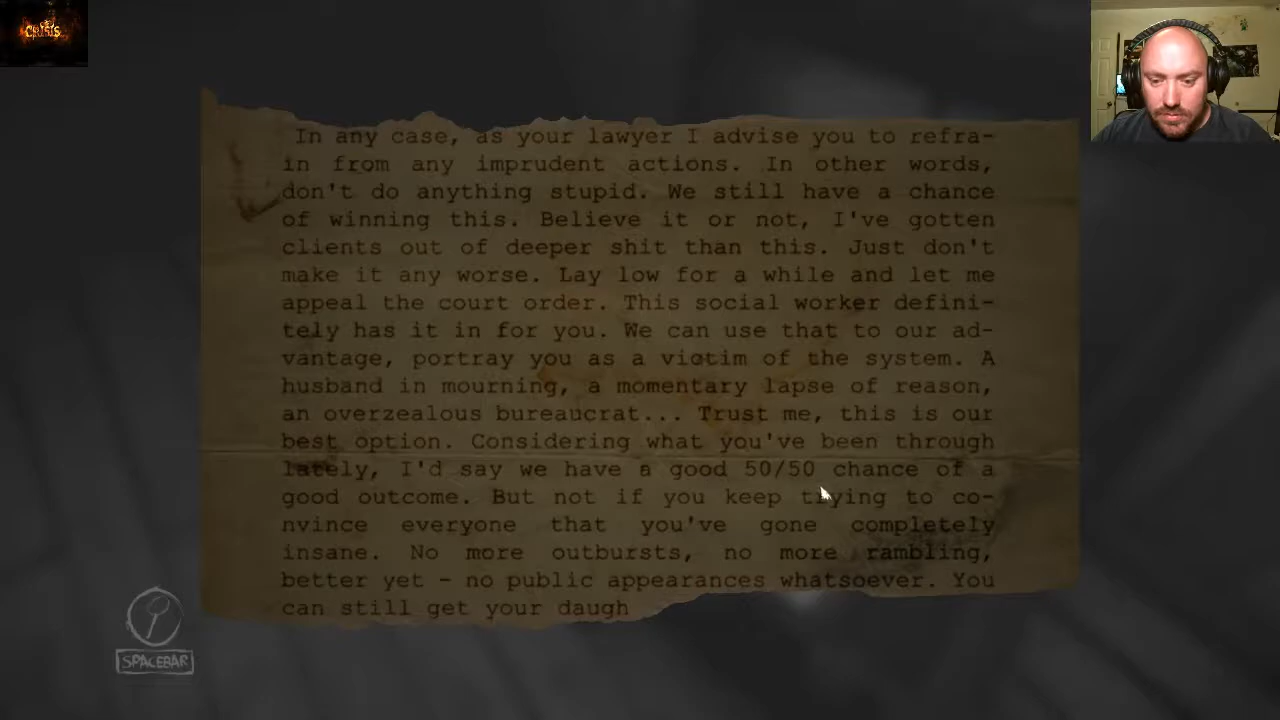 CRISIS
In any case, as your lawyer I advise you to refra-
in from any imprudent actions. In other words,
don't do anything stupid. We still have a chance
of winning this. Believe it or not, I've gotten
clients out of deeper shit than this. Just don't
make it any worse. Lay low for a while and let me
appeal the court order. This social worker defini-
tely has it in for you. We can use that to our ad-
vantage, portray you as a victim of the system. A
husband in mourning, a momentary lapse of reason,
an overzealous bureaucrat... Trust me, this is our
best option. Considering what you've been through
lately, I'd say we have a good 50/50 chance of a
good outcome. But not if you keep trying to co-
nvince everyone that you've gone completely
insane. No more outbursts, no more rambling,
better yet - no public appearances whatsoever. You
can still get your daugh
SPACEBAR